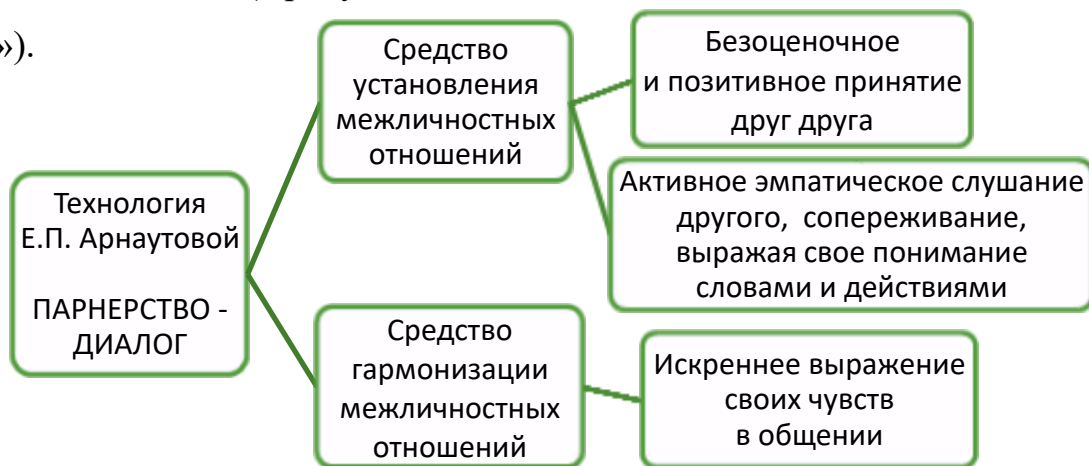 »).
Технология
Е.П. Арнаутовой
ПАРНЕРСТВО -
ДИАЛОГ
Средство
установления
межличностных
отношений
Безоценочное
и позитивное принятие
друг друга
Активное эмпатическое слушание
другого, сопереживание,
выражая свое понимание
словами и действиями
Средство
гармонизации
межличностных
отношений
Искреннее выражение
своих чувств
в общении